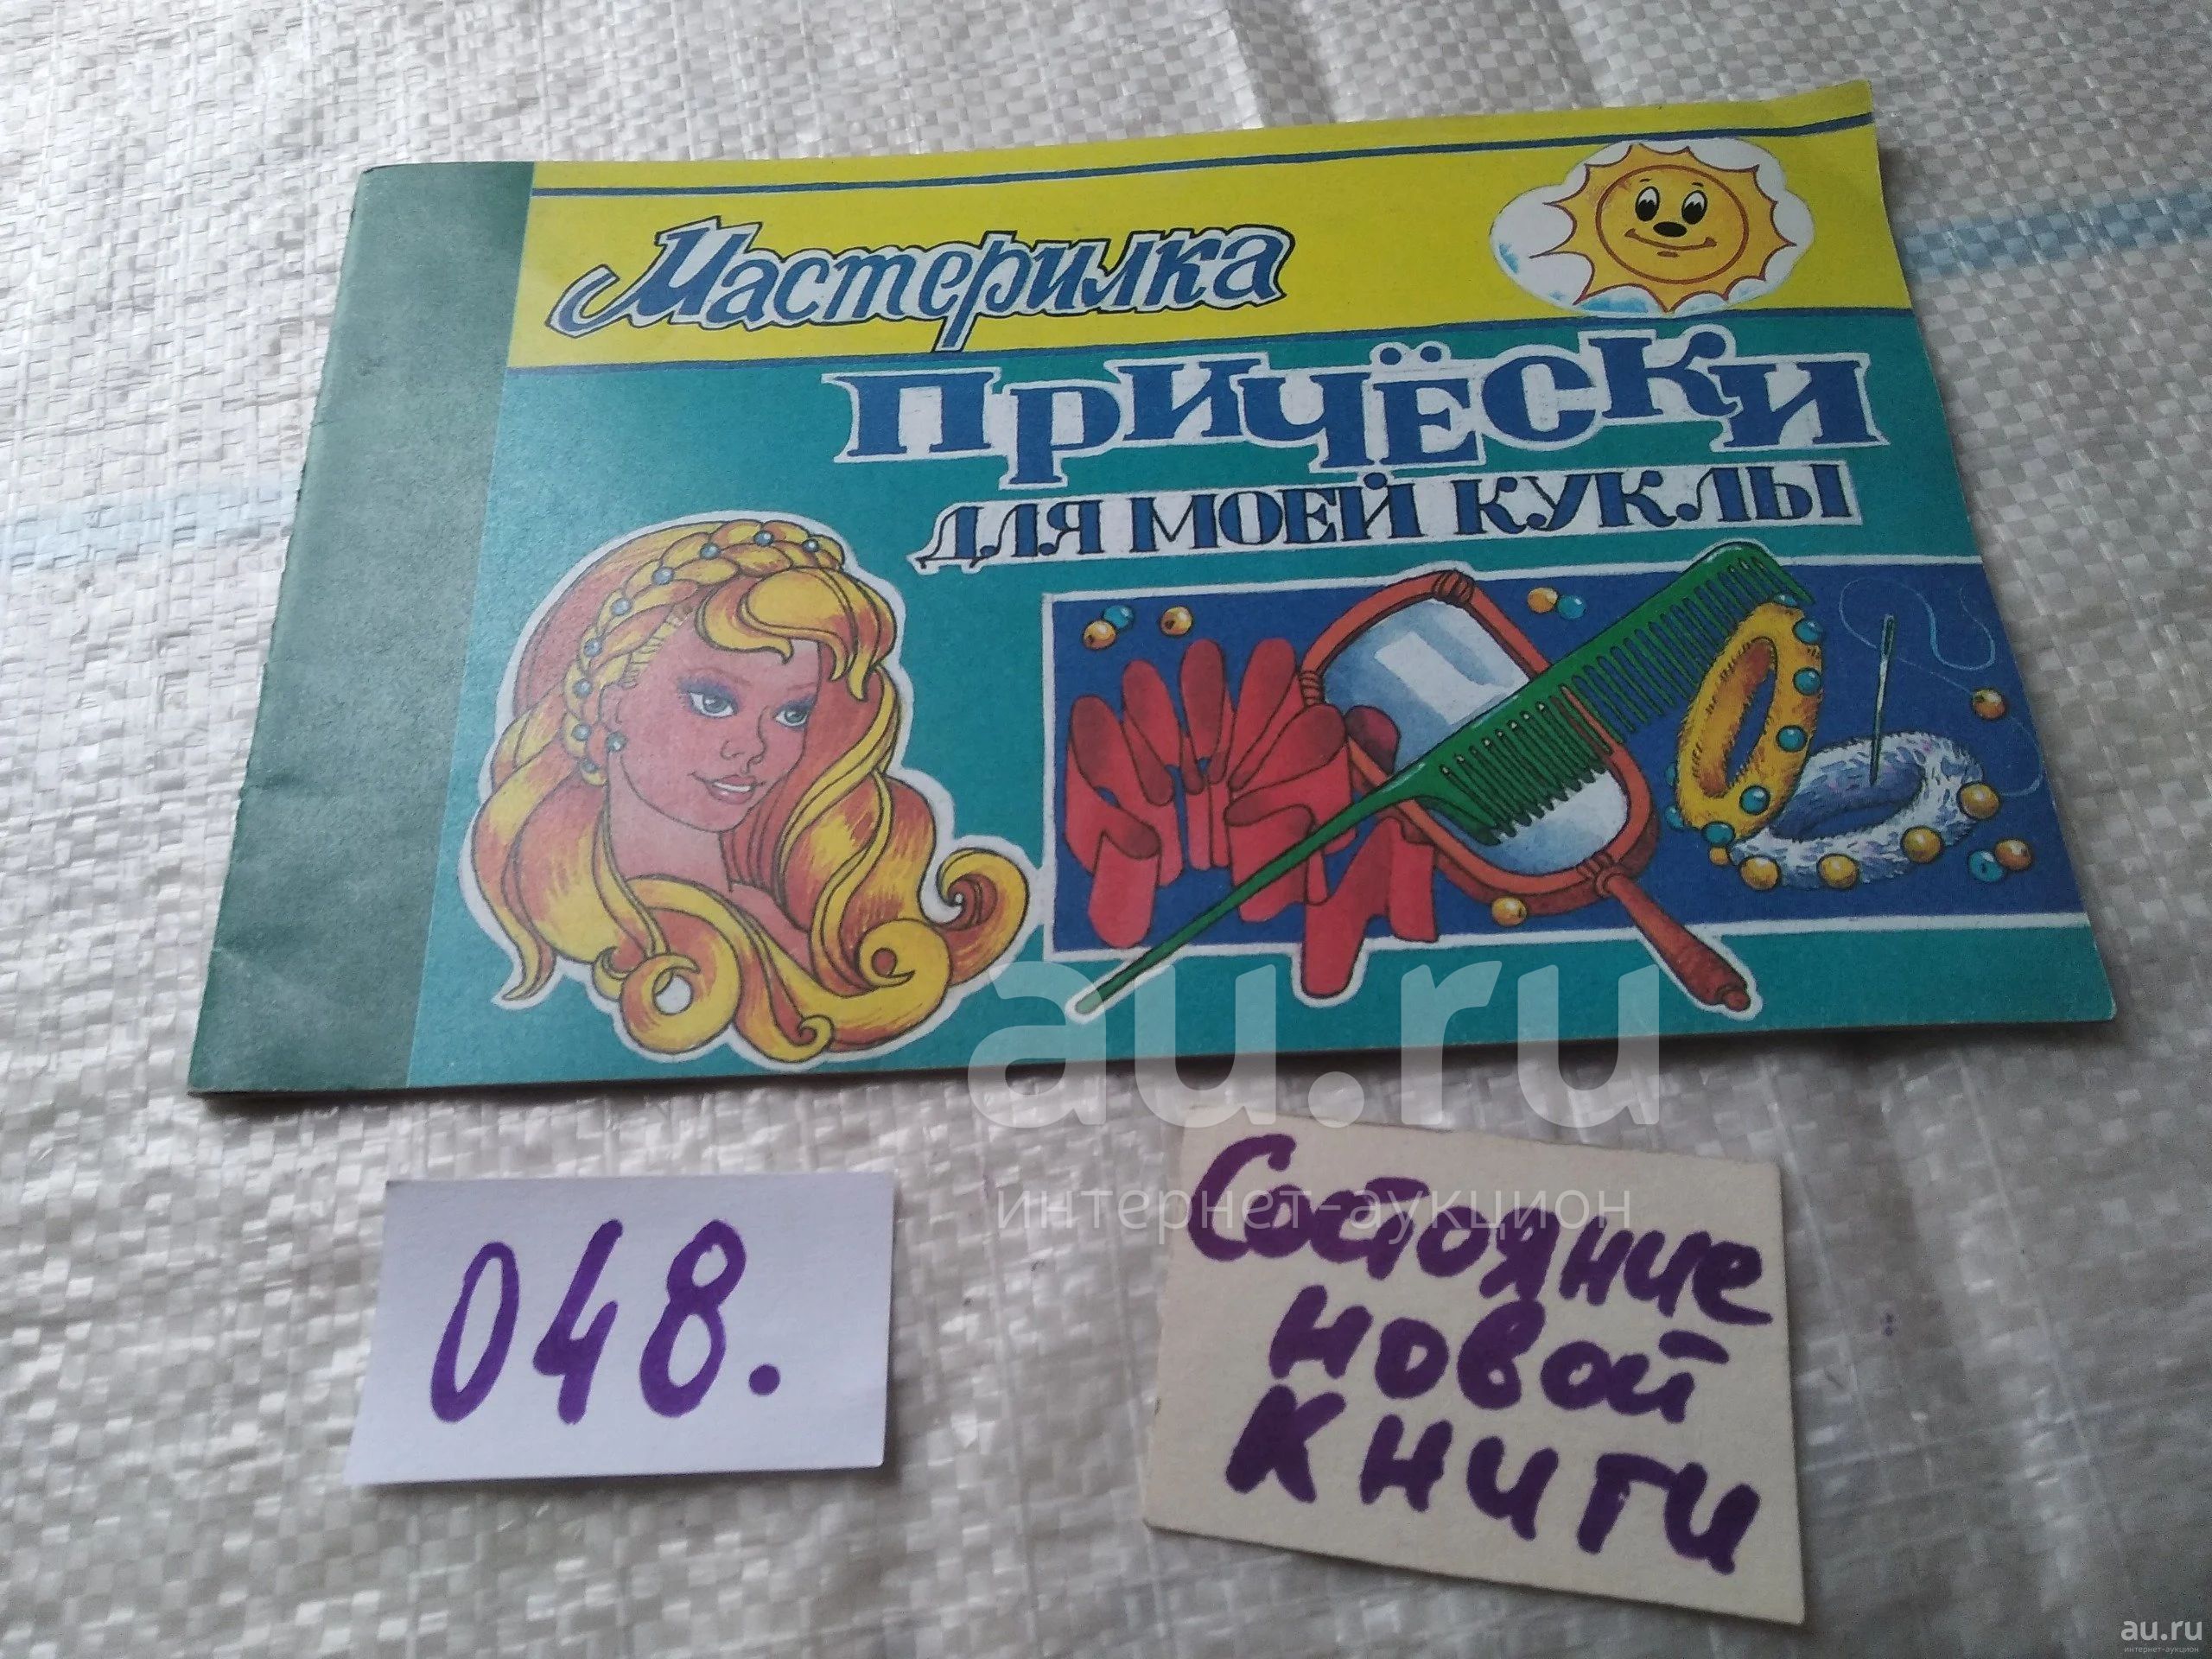 Мастерилка
ПРИЧЁСКИ
ДЛЯ МОЕЙ КУКЛЫ
au.ru
интернет-аукцион
048.
Состояние
новой
книги
au.ru
интернет-аукцион